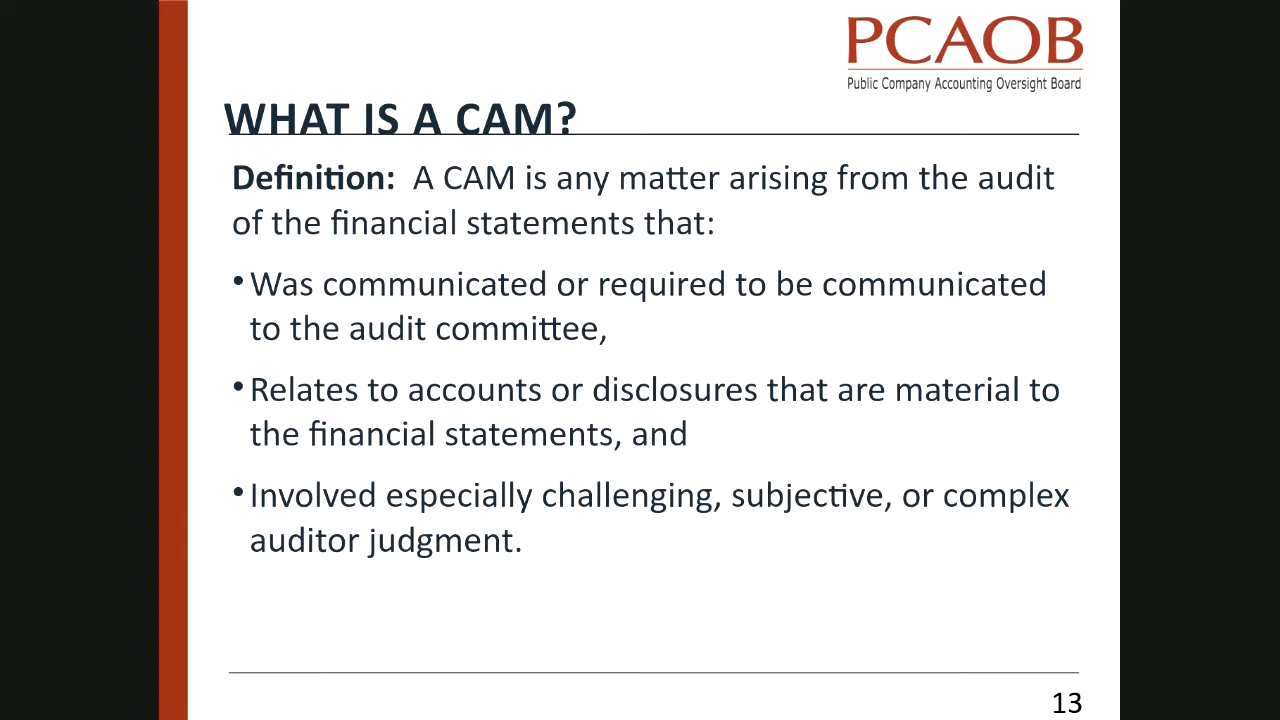 PCAOB
Public Company Accounting Oversight Board
WHAT IS A CAM?
Definition: A CAM is any matter arising from the audit
of the financial statements that:
• Was communicated or required to be communicated
to the audit committee,
• Relates to accounts or disclosures that are material to
the financial statements, and
• Involved especially challenging, subjective, or complex
auditor judgment.
13